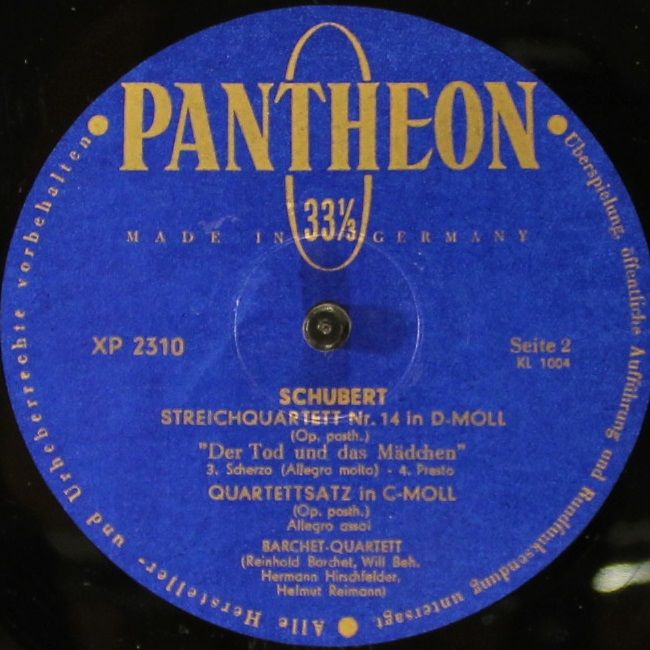 PANTHEON
33⅓
MADE IN GERMANY
XP 2310
Seite 2
KL 1004
SCHUBERT
STREICHQUARTETT Nr. 14 in D-MOLL
(Op. posth.)
"Der Tod und das Mädchen"
3. Scherzo (Allegro molto) - 4. Presto
QUARTETTSATZ in C-MOLL
(Op. posth.)
Allegro assai
BARCHET-QUARTETT
(Reinhold Barchet, Will Beh.
Hermann Hirschfelder,
Helmut Reimann)
Alle Hersteller- und Urheberrechte vorbehalten
Überspielung, öffentliche Aufführung und Rundfunksendung untersagt